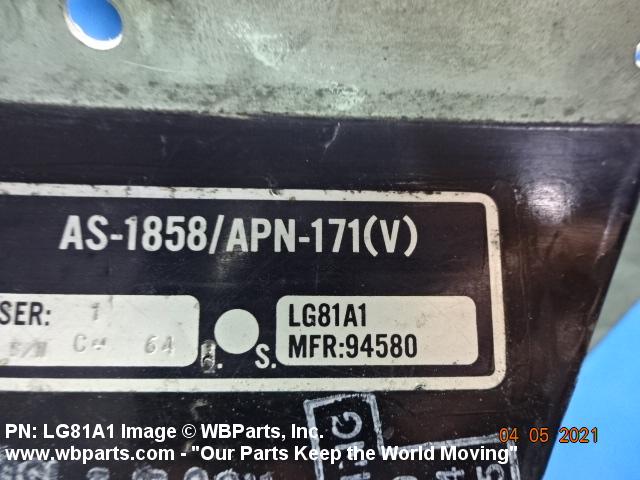 AS-1858/APN-171(V)
SER: 1
LG81A1
64
S.
MFR:94580
PN: LG81A1 Image © WBParts, Inc.
04 05 2021
www.wbparts.com - "Our Parts Keep the World Moving"